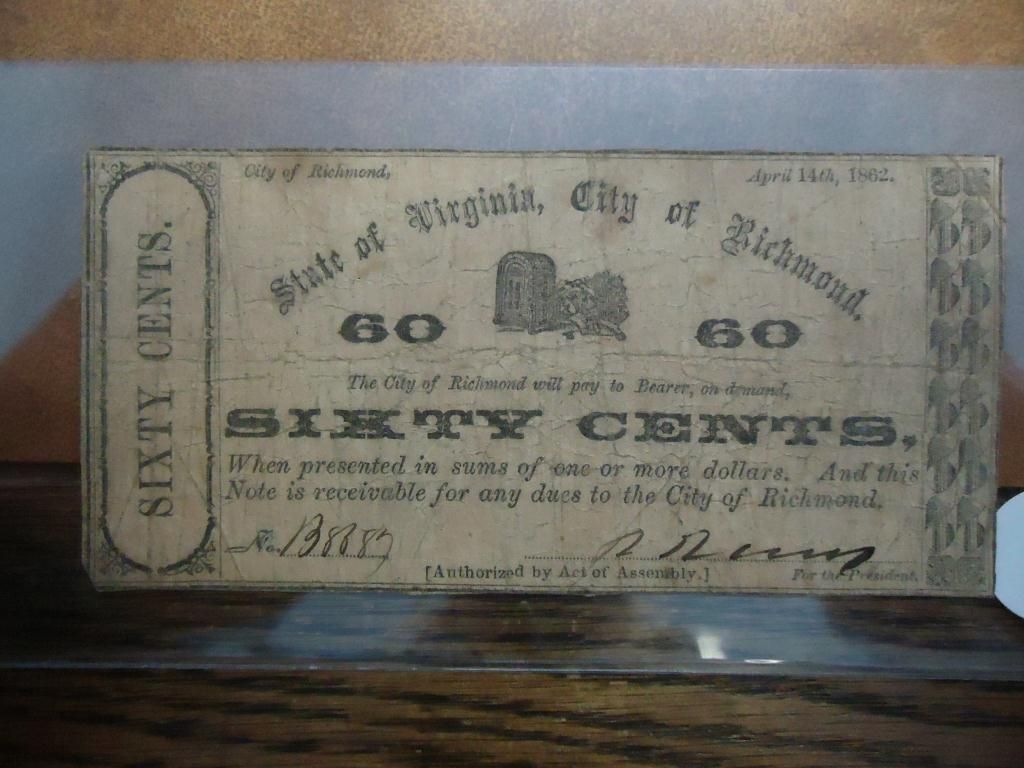 SIXTY CENTS.
City of Richmond, April 14th, 1862.
State of Virginia, City of Richmond.
60 60
The City of Richmond will pay to Bearer, on demand,
SIXTY CENTS,
When presented in sums of one or more dollars. And this
Note is receivable for any dues to the City of Richmond.
No.
[Authorized by Act of Assembly.] For the President.